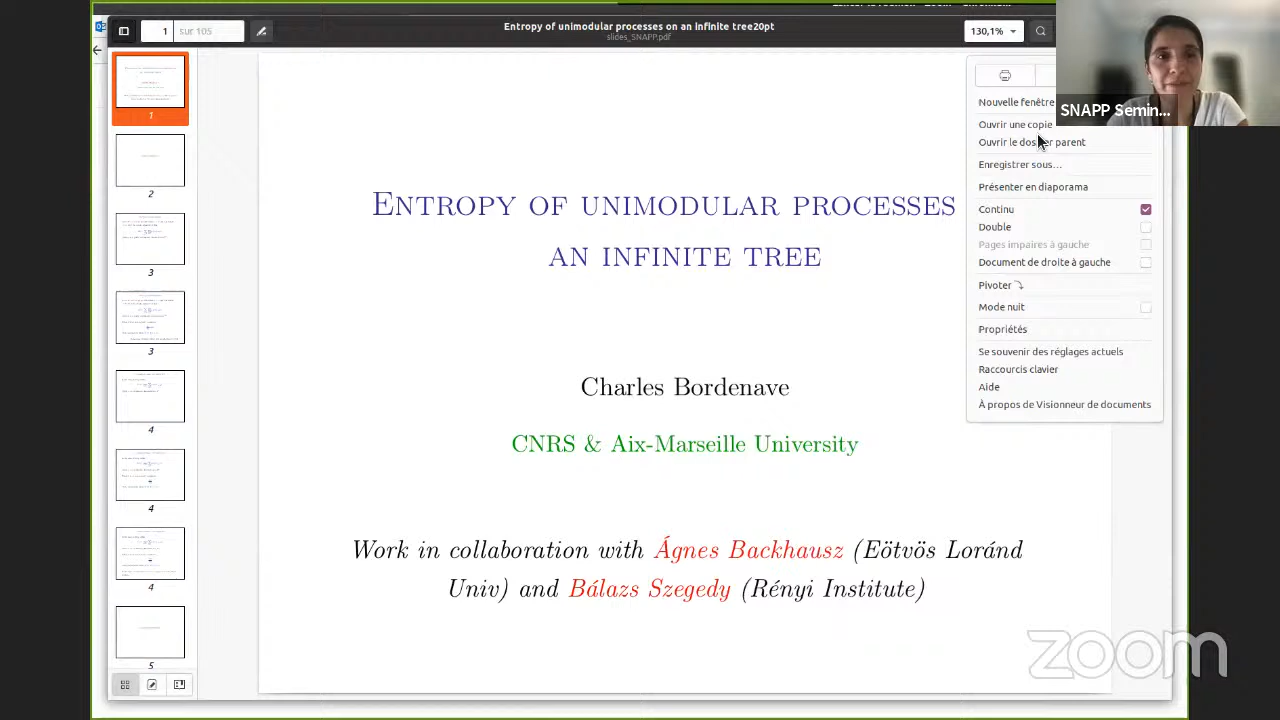 Entropy of unimodular processes on an infinite tree20pt
slides_SNAPP.pdf
1
sur 105
130,1%
Nouvelle fenêtre
Ouvrir une copie
Ouvrir le dossier parent
Enregistrer sous…
Présenter en diaporama
Continu
Double
Pages impaires à gauche
Document de droite à gauche
Pivoter
Mode nuit
Propriétés
Se souvenir des réglages actuels
Raccourcis clavier
Aide
À propos de Visionneur de documents
SNAPP Semin...
1
2
3
3
4
4
4
5
Entropy of unimodular processes
an infinite tree
Charles Bordenave
CNRS & Aix-Marseille University
Work in collaboration with Ágnes Backhausz (Eötvös Loránd
Univ) and Bálazs Szegedy (Rényi Institute)
zoom